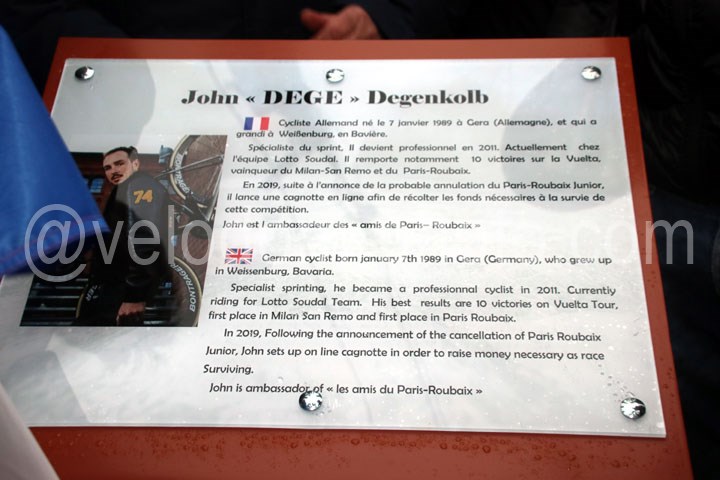 John « DEGE » Degenkolb
Cycliste Allemand né le 7 janvier 1989 à Gera (Allemagne), et qui a
grandi à Weißenburg, en Bavière.
Spécialiste du sprint, Il devient professionel en 2011. Actuellement chez
l'équipe Lotto Soudal. Il remporte notamment 10 victoires sur la Vuelta,
vainqueur du Milan-San Remo et du Paris-Roubaix.
En 2019, suite à l'annonce de la probable annulation du Paris-Roubaix Junior,
il lance une cagnotte en ligne afin de récolter les fonds nécessaires à la survie de
cette compétition.
John est l ambassadeur des « amis de Paris– Roubaix »
German cyclist born january 7th 1989 in Gera (Germany), who grew up
in Weissenburg, Bavaria.
Specialist sprinting, he became a professionnal cyclist in 2011. Currently
riding for Lotto Soudal Team. His best results are 10 victories on Vuelta Tour,
first place in Milan San Remo and first place in Paris Roubaix.
In 2019, Following the announcement of the cancellation of Paris Roubaix
Junior, John sets up on line cagnotte in order to raise money necessary as race
Surviving.
John is ambassador of « les amis du Paris-Roubaix »
74
BONTRAGER